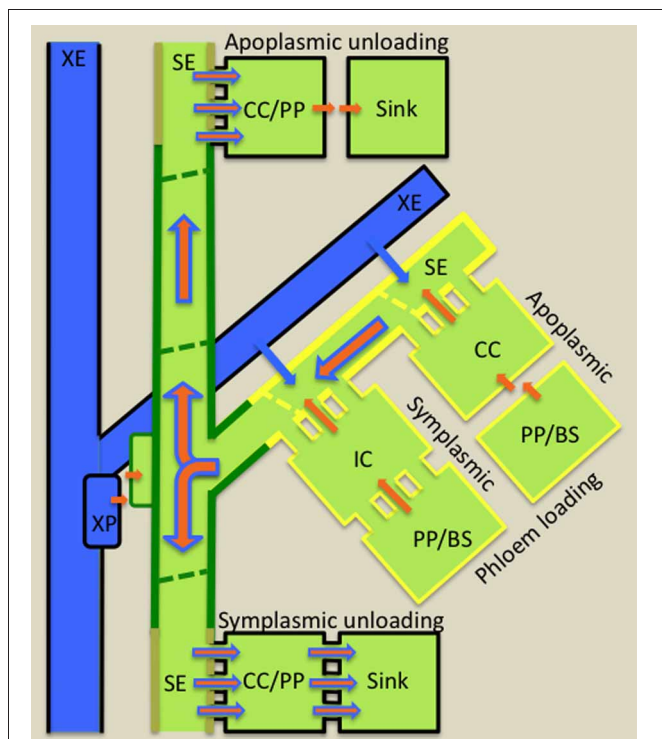 Apoplasmic unloading
XE
SE
CC/PP
Sink
XE
SE
Apoplasmic
CC
Symplasmic
PP/BS
IC
XP
PP/BS
Phloem loading
Symplasmic unloading
SE
CC/PP
Sink